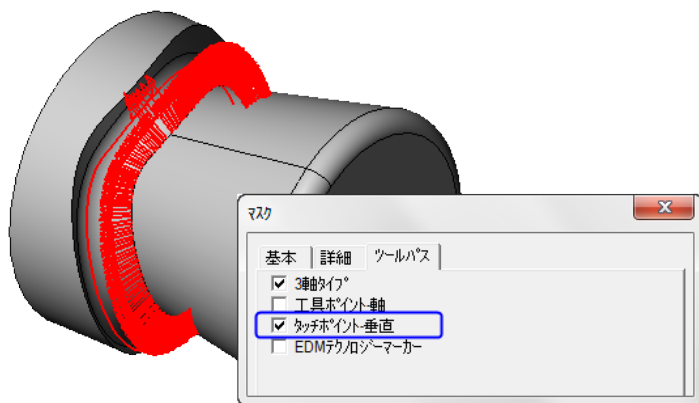 マスク
基本 詳細 ツールパス
3軸タイプ
工具ポイント-軸
タッチポイント-垂直
EDMテクノロジーマーカー